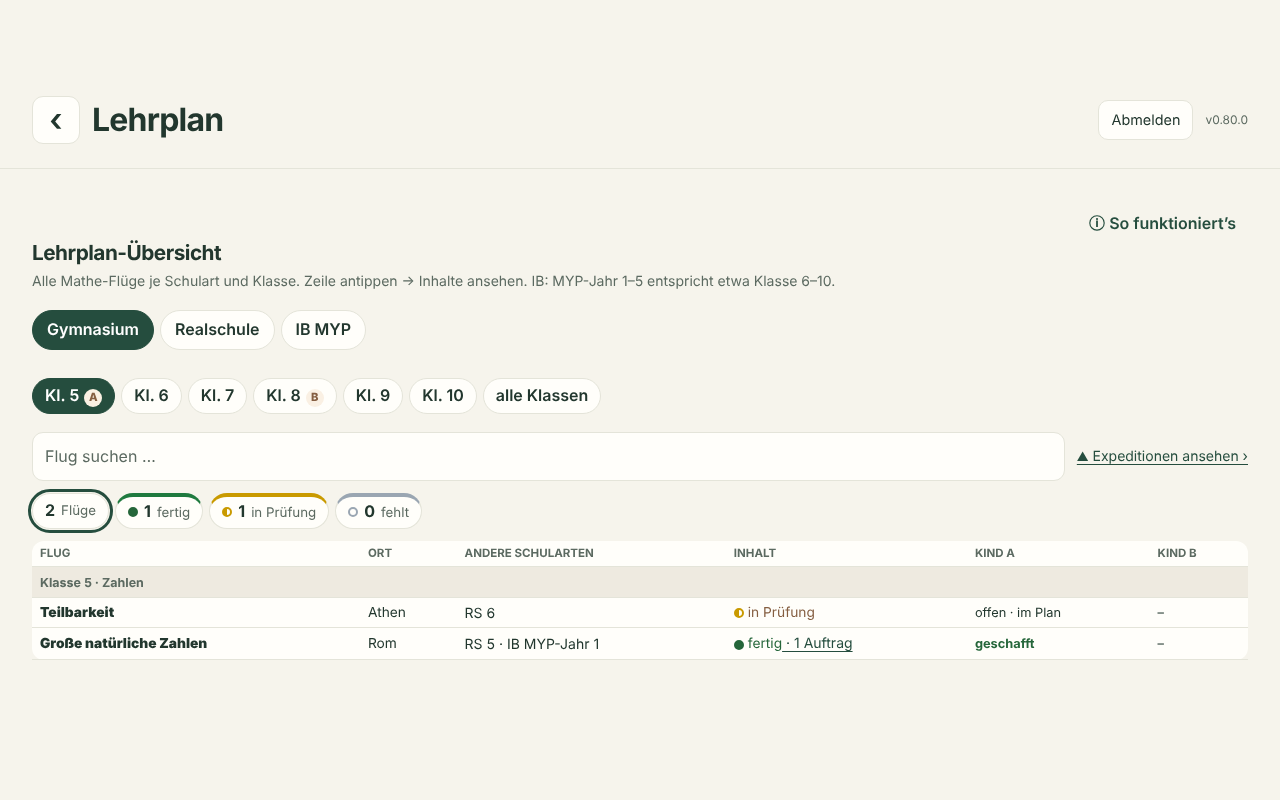 ‹ Lehrplan Abmelden v0.80.0
ⓘ So funktioniert’s
Lehrplan-Übersicht
Alle Mathe-Flüge je Schulart und Klasse. Zeile antippen → Inhalte ansehen. IB: MYP-Jahr 1–5 entspricht etwa Klasse 6–10.
Gymnasium Realschule IB MYP
Kl. 5 A Kl. 6 Kl. 7 Kl. 8 B Kl. 9 Kl. 10 alle Klassen
Flug suchen … ▲ Expeditionen ansehen ›
2 Flüge 1 fertig 1 in Prüfung 0 fehlt
FLUG ORT ANDERE SCHULARTEN INHALT KIND A KIND B
Klasse 5 · Zahlen
Teilbarkeit Athen RS 6 in Prüfung offen · im Plan –
Große natürliche Zahlen Rom RS 5 · IB MYP-Jahr 1 fertig · 1 Auftrag geschafft –